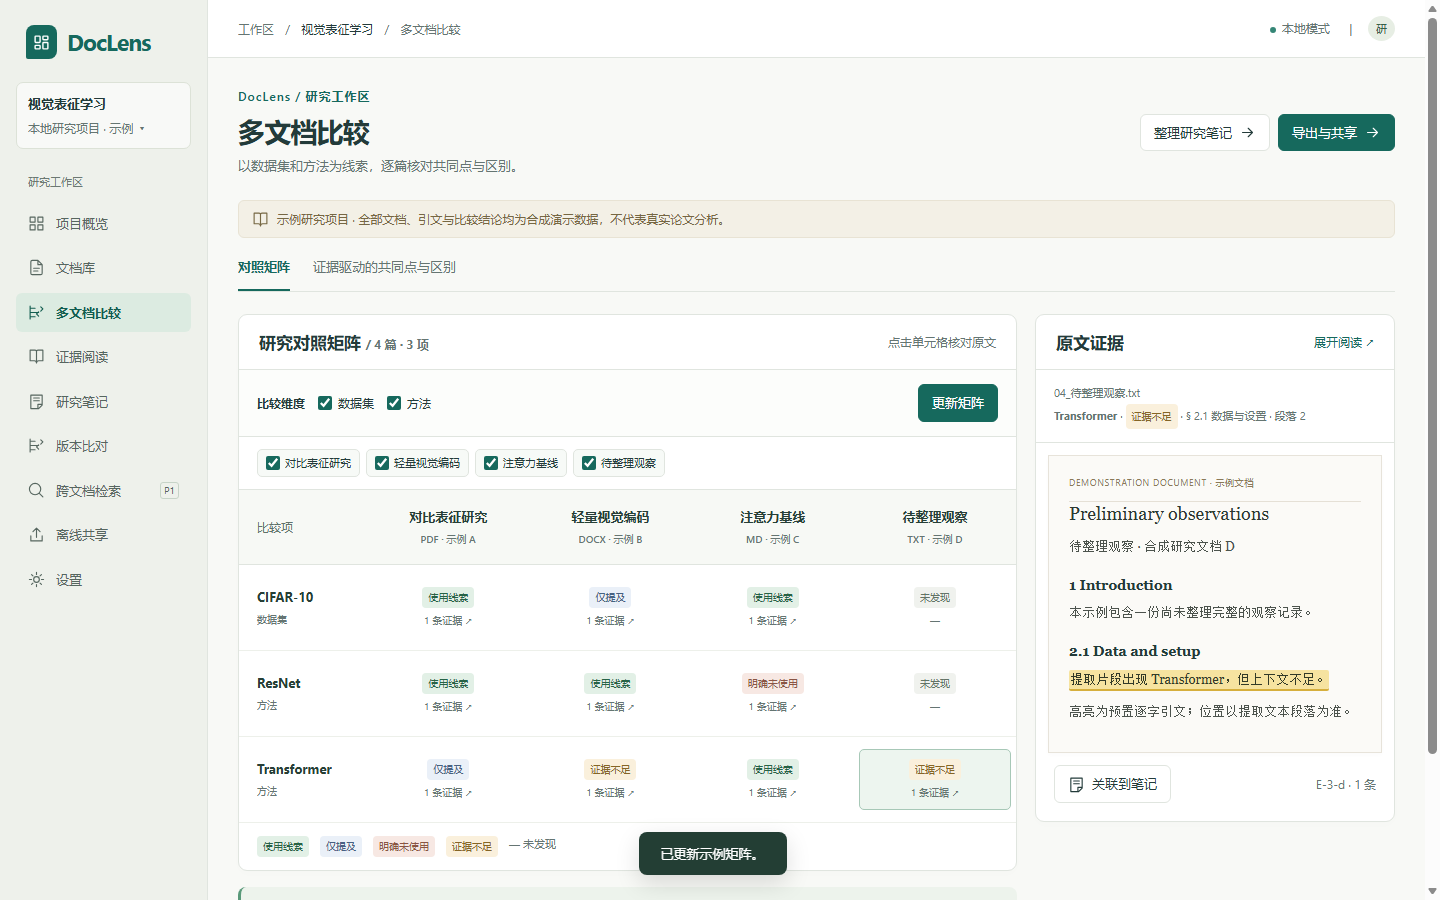 DocLens
视觉表征学习
本地研究项目 · 示例
研究工作区
项目概览
文档库
多文档比较
证据阅读
研究笔记
版本比对
跨文档检索 P1
离线共享
设置
工作区 / 视觉表征学习 / 多文档比较
本地模式 | 研
DocLens / 研究工作区
多文档比较
以数据集和方法为线索，逐篇核对共同点与区别。
整理研究笔记 →
导出与共享 →
示例研究项目 · 全部文档、引文与比较结论均为合成演示数据，不代表真实论文分析。
对照矩阵 证据驱动的共同点与区别
研究对照矩阵 / 4 篇 · 3 项 点击单元格核对原文
比较维度 数据集 方法 更新矩阵
对比表征研究 轻量视觉编码 注意力基线 待整理观察
比较项 对比表征研究 轻量视觉编码 注意力基线 待整理观察
PDF · 示例 A DOCX · 示例 B MD · 示例 C TXT · 示例 D
CIFAR-10 使用线索 仅提及 使用线索 未发现
数据集 1 条证据 ↗ 1 条证据 ↗ 1 条证据 ↗ —
ResNet 使用线索 使用线索 明确未使用 未发现
方法 1 条证据 ↗ 1 条证据 ↗ 1 条证据 ↗ —
Transformer 仅提及 证据不足 使用线索 证据不足
方法 1 条证据 ↗ 1 条证据 ↗ 1 条证据 ↗ 1 条证据 ↗
使用线索 仅提及 明确未使用 证据不足 — 未发现
已更新示例矩阵。
原文证据 展开阅读 ↗
04_待整理观察.txt
Transformer · 证据不足 · § 2.1 数据与设置 · 段落 2
DEMONSTRATION DOCUMENT · 示例文档
Preliminary observations
待整理观察 · 合成研究文档 D
1 Introduction
本示例包含一份尚未整理完整的观察记录。
2.1 Data and setup
提取片段出现 Transformer，但上下文不足。
高亮为预置逐字引文；位置以提取文本段落为准。
关联到笔记 E-3-d · 1 条